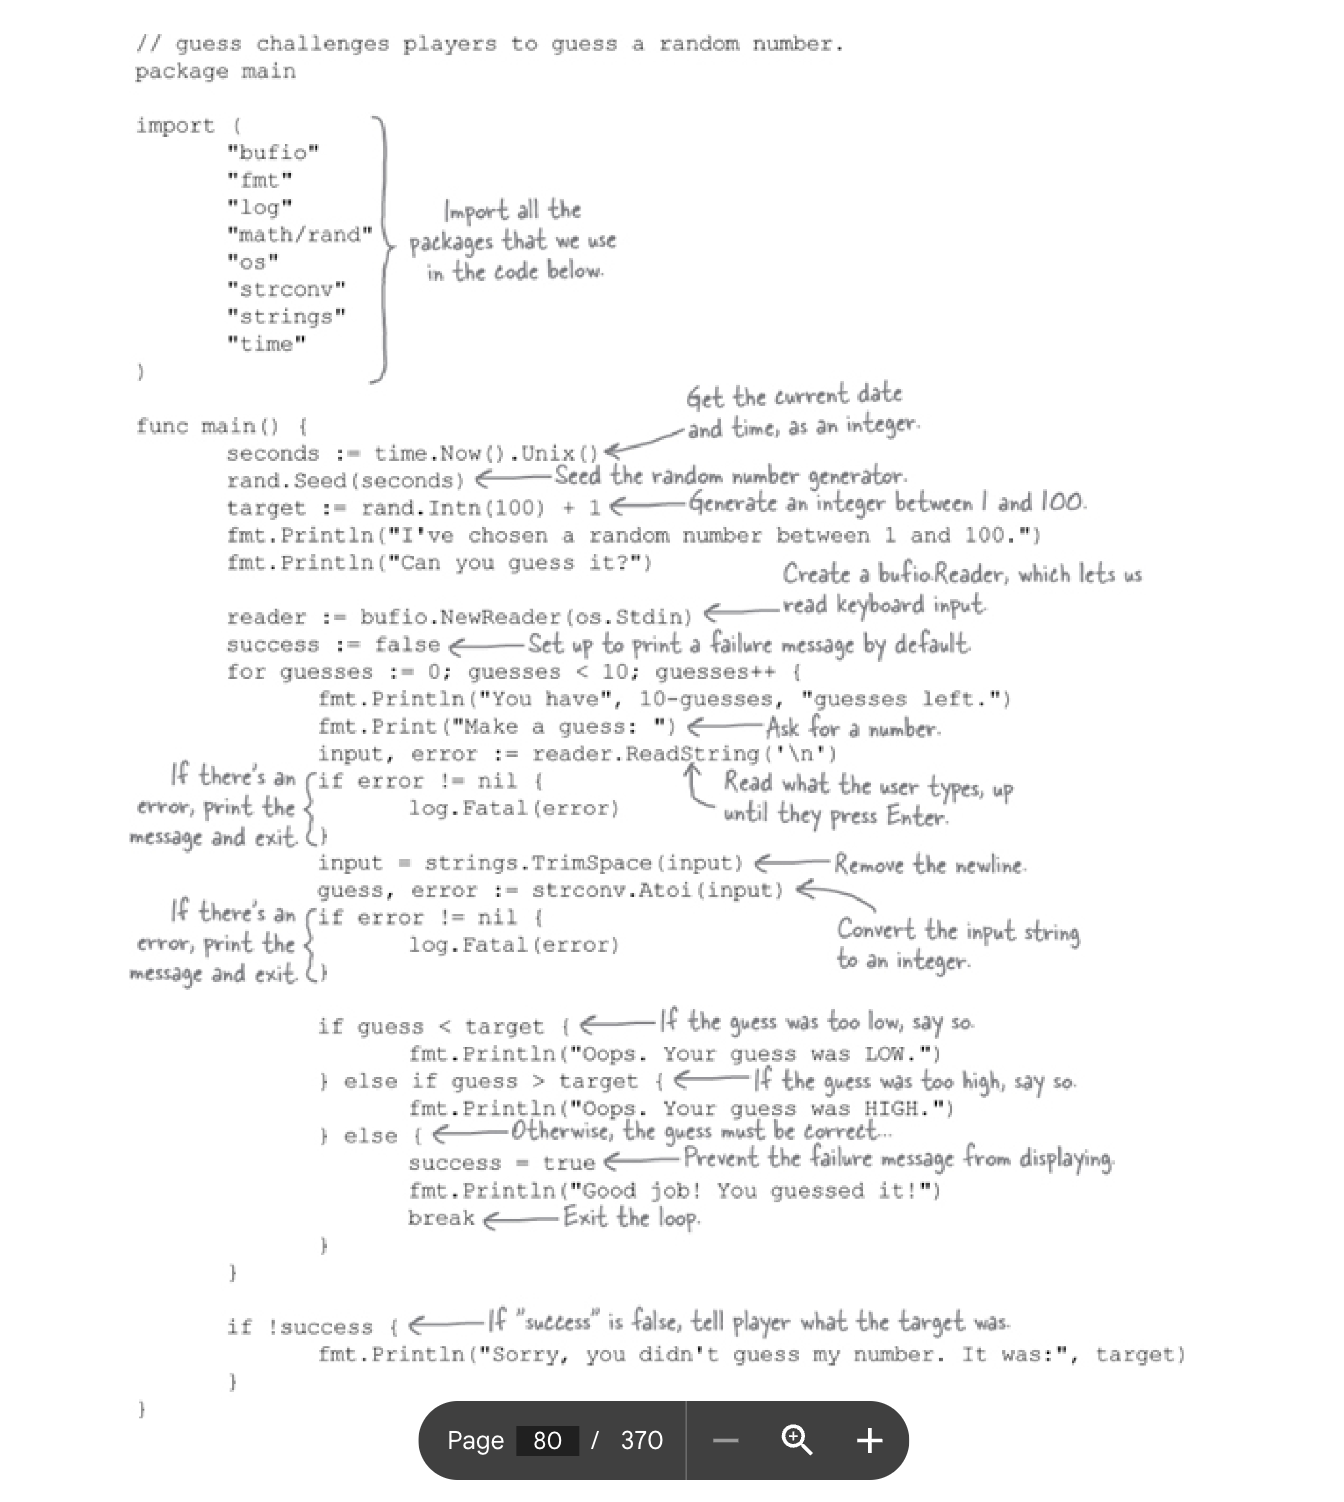 // guess challenges players to guess a random number.
package main
import (
"bufio"
"fmt"
"log"
"math/rand"
"os"
"strconv"
"strings"
"time"
)
Import all the
packages that we use
in the code below.
Get the current date
and time, as an integer.
func main() {
seconds := time.Now().Unix()
rand.Seed(seconds) Seed the random number generator.
target := rand.Intn(100) + 1 Generate an integer between 1 and 100.
fmt.Println("I've chosen a random number between 1 and 100.")
fmt.Println("Can you guess it?")
Create a bufio.Reader, which lets us
read keyboard input.
reader := bufio.NewReader(os.Stdin)
success := false Set up to print a failure message by default.
for guesses := 0; guesses < 10; guesses++ {
fmt.Println("You have", 10-guesses, "guesses left.")
fmt.Print("Make a guess: ") Ask for a number.
input, error := reader.ReadString('\n')
Read what the user types, up
until they press Enter.
If there's an
error, print the
message and exit.
if error != nil {
log.Fatal(error)
}
input = strings.TrimSpace(input) Remove the newline.
guess, error := strconv.Atoi(input)
Convert the input string
to an integer.
If there's an
error, print the
message and exit.
if error != nil {
log.Fatal(error)
}
if guess < target { If the guess was too low, say so.
fmt.Println("Oops. Your guess was LOW.")
} else if guess > target { If the guess was too high, say so.
fmt.Println("Oops. Your guess was HIGH.")
} else { Otherwise, the guess must be correct...
success = true Prevent the failure message from displaying.
fmt.Println("Good job! You guessed it!")
break Exit the loop.
}
}
if !success { If "success" is false, tell player what the target was.
fmt.Println("Sorry, you didn't guess my number. It was:", target)
}
}
Page 80 / 370